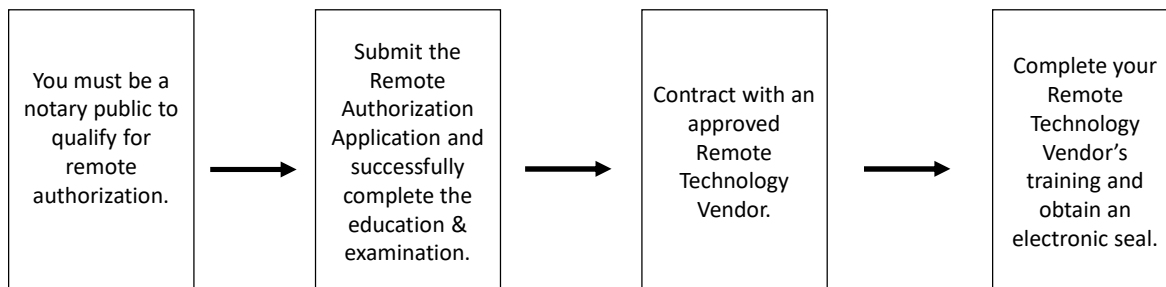 You must be a
notary public to
qualify for
remote
authorization.
Submit the
Remote
Authorization
Application and
successfully
complete the
education &
examination.
Contract with an
approved
Remote
Technology
Vendor.
Complete your
Remote
Technology
Vendor’s
training and
obtain an
electronic seal.